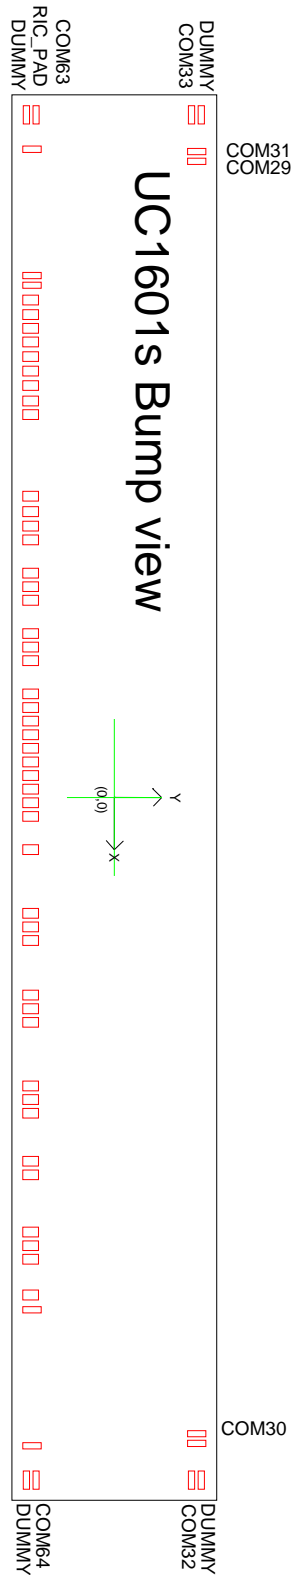 COM63
RIC_PAD
DUMMY
DUMMY
COM33
COM31
COM29
UC1601s Bump view
Y
(0,0)
X
COM30
COM64
DUMMY
DUMMY
COM32